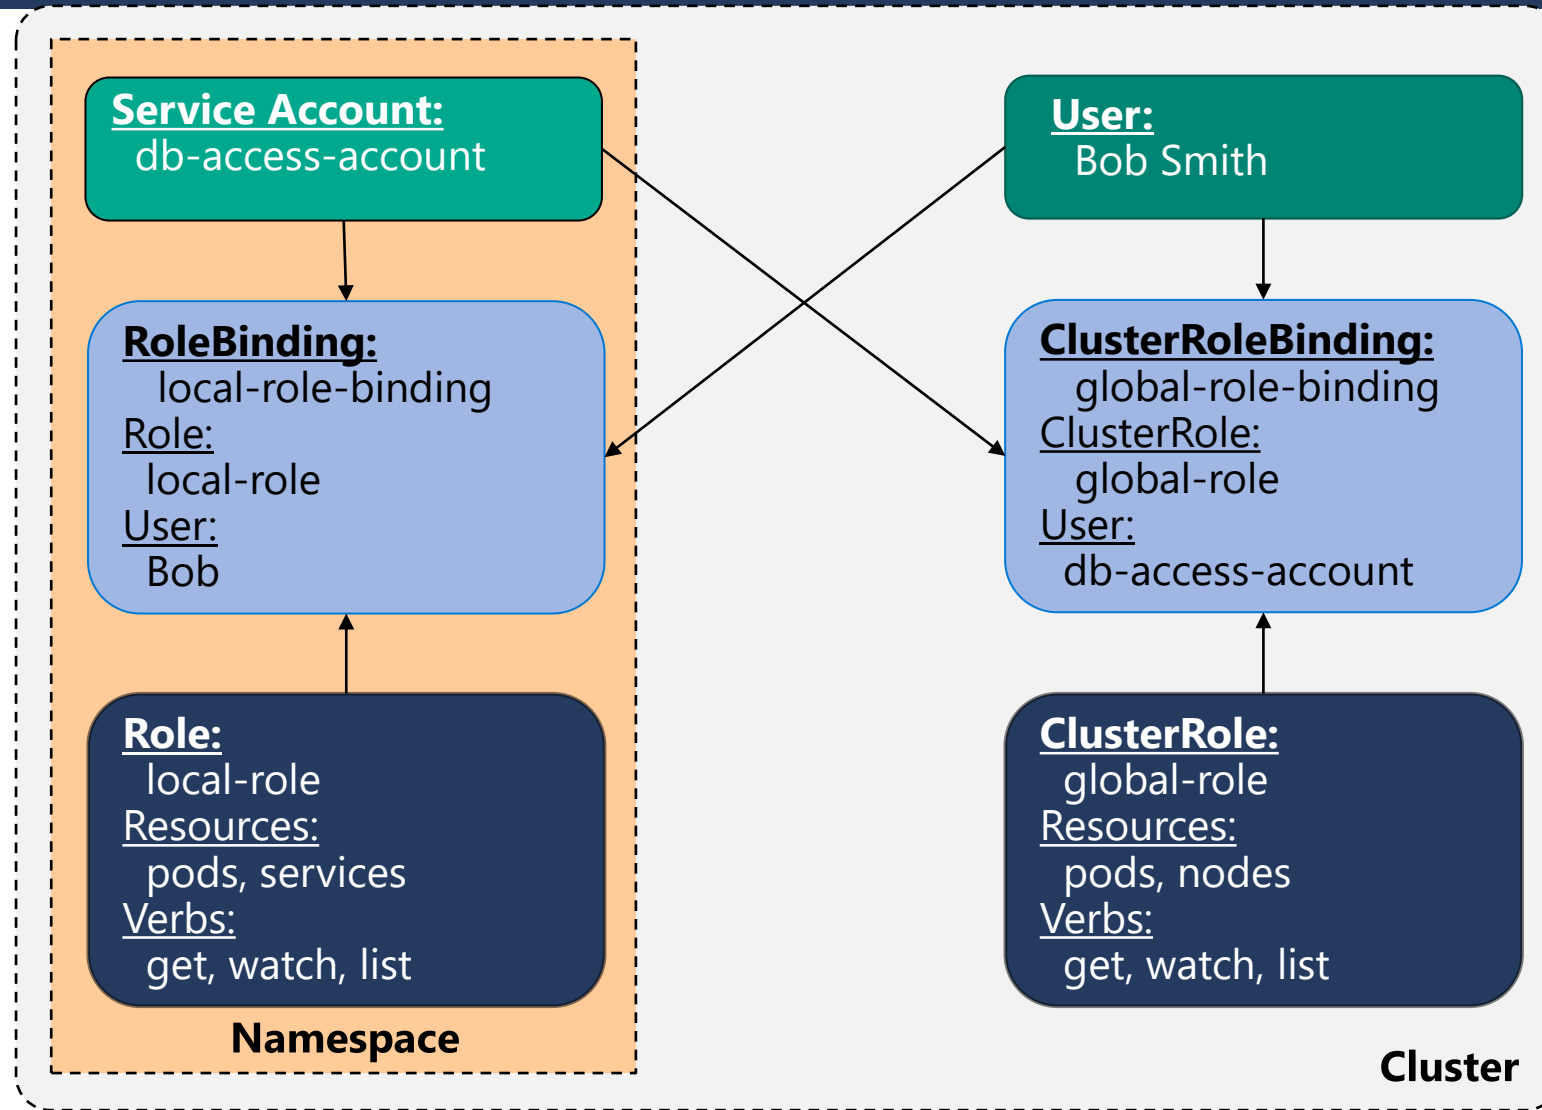 Service Account:
db-access-account
RoleBinding:
local-role-binding
Role:
local-role
User:
Bob
Role:
local-role
Resources:
pods, services
Verbs:
get, watch, list
Namespace
User:
Bob Smith
ClusterRoleBinding:
global-role-binding
ClusterRole:
global-role
User:
db-access-account
ClusterRole:
global-role
Resources:
pods, nodes
Verbs:
get, watch, list
Cluster